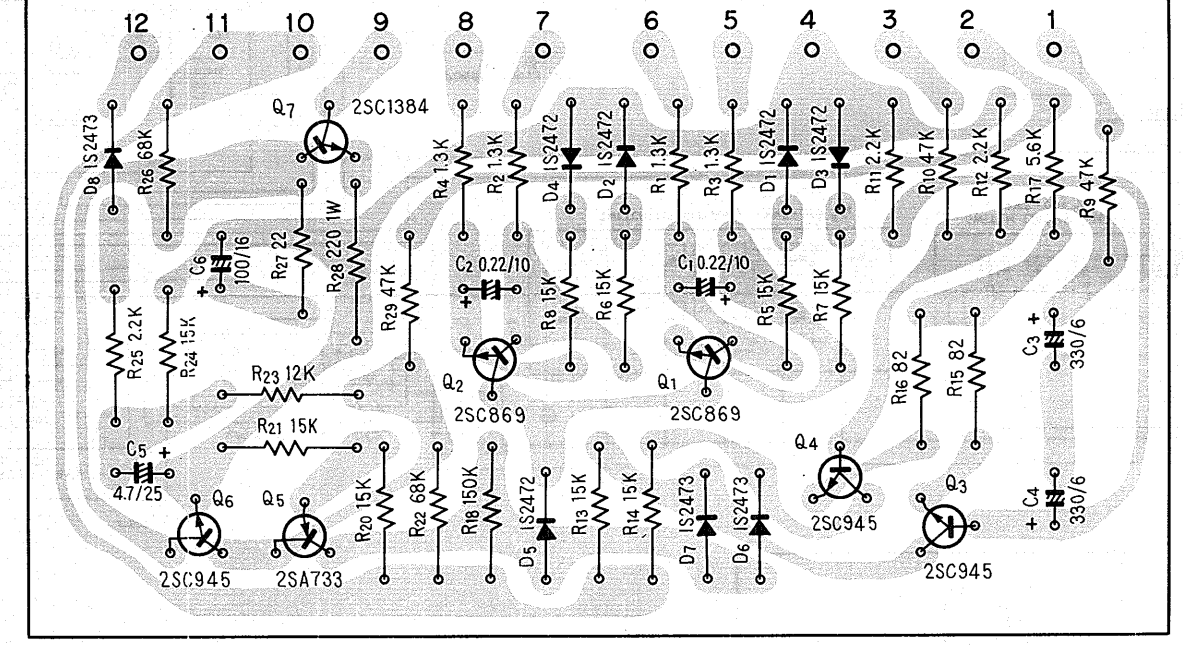 12 11 10 9 8 7 6 5 4 3 2 1
Q7 2SC1384
D8 1S2473
R26 68K
R4 1.3K
R2 1.3K
D4 1S2472
D2 1S2472
R1 1.3K
R3 1.3K
D1 1S2472
D3 1S2472
R11 2.2K
R10 47K
R12 2.2K
R17 5.6K
R9 47K
C6 100/16 +
R27 22
R28 220 1W
R29 47K
C2 0.22/10 +
R8 15K
R6 15K
C1 0.22/10 +
R5 15K
R7 15K
R25 2.2K
R24 15K
R23 12K
R21 15K
Q2 2SC869
Q1 2SC869
R16 82
R15 82
C3 + 330/6
C5 + 4.7/25
Q6 2SC945
Q5 2SA733
R20 15K
R22 68K
R18 150K
D5 1S2472
R13 15K
R14 15K
D7 1S2473
D6 1S2473
Q4 2SC945
Q3 2SC945
C4 + 330/6